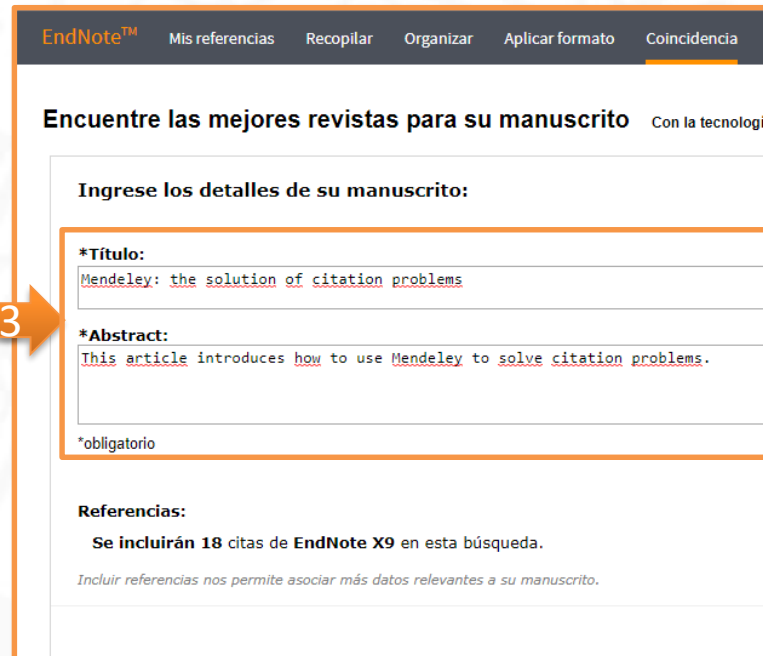 EndNote™ Mis referencias Recopilar Organizar Aplicar formato Coincidencia
Encuentre las mejores revistas para su manuscrito Con la tecnologí
Ingrese los detalles de su manuscrito:
*Título:
Mendeley: the solution of citation problems
3
*Abstract:
This article introduces how to use Mendeley to solve citation problems.
*obligatorio
Referencias:
Se incluirán 18 citas de EndNote X9 en esta búsqueda.
Incluir referencias nos permite asociar más datos relevantes a su manuscrito.